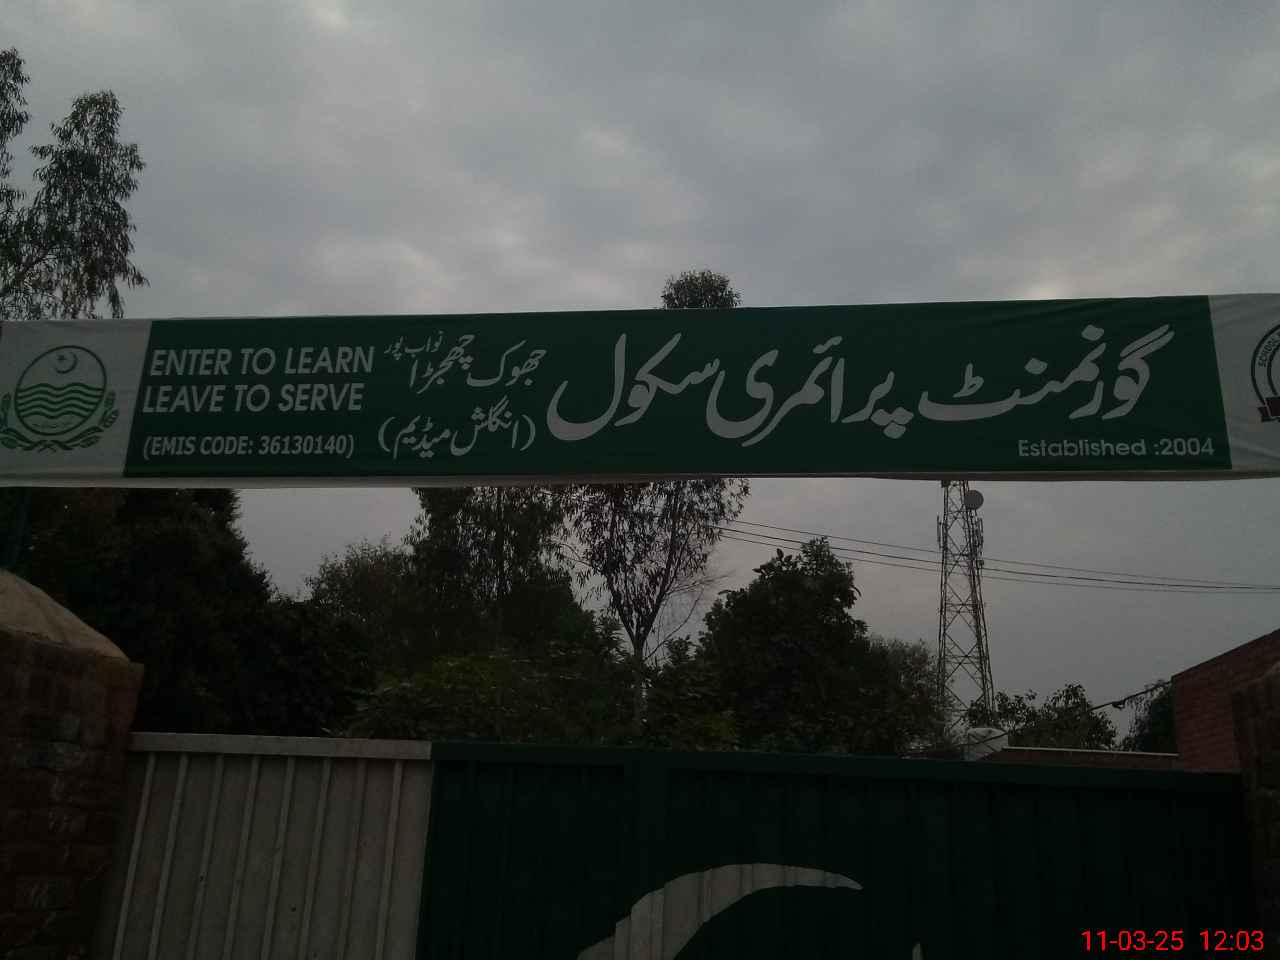 گورنمنٹ پرائمری سکول
جھوک چھجڑا نواب پور
(انگلش میڈیم)
Established :2004
ENTER TO LEARN
LEAVE TO SERVE
(EMIS CODE: 36130140)
11-03-25 12:03